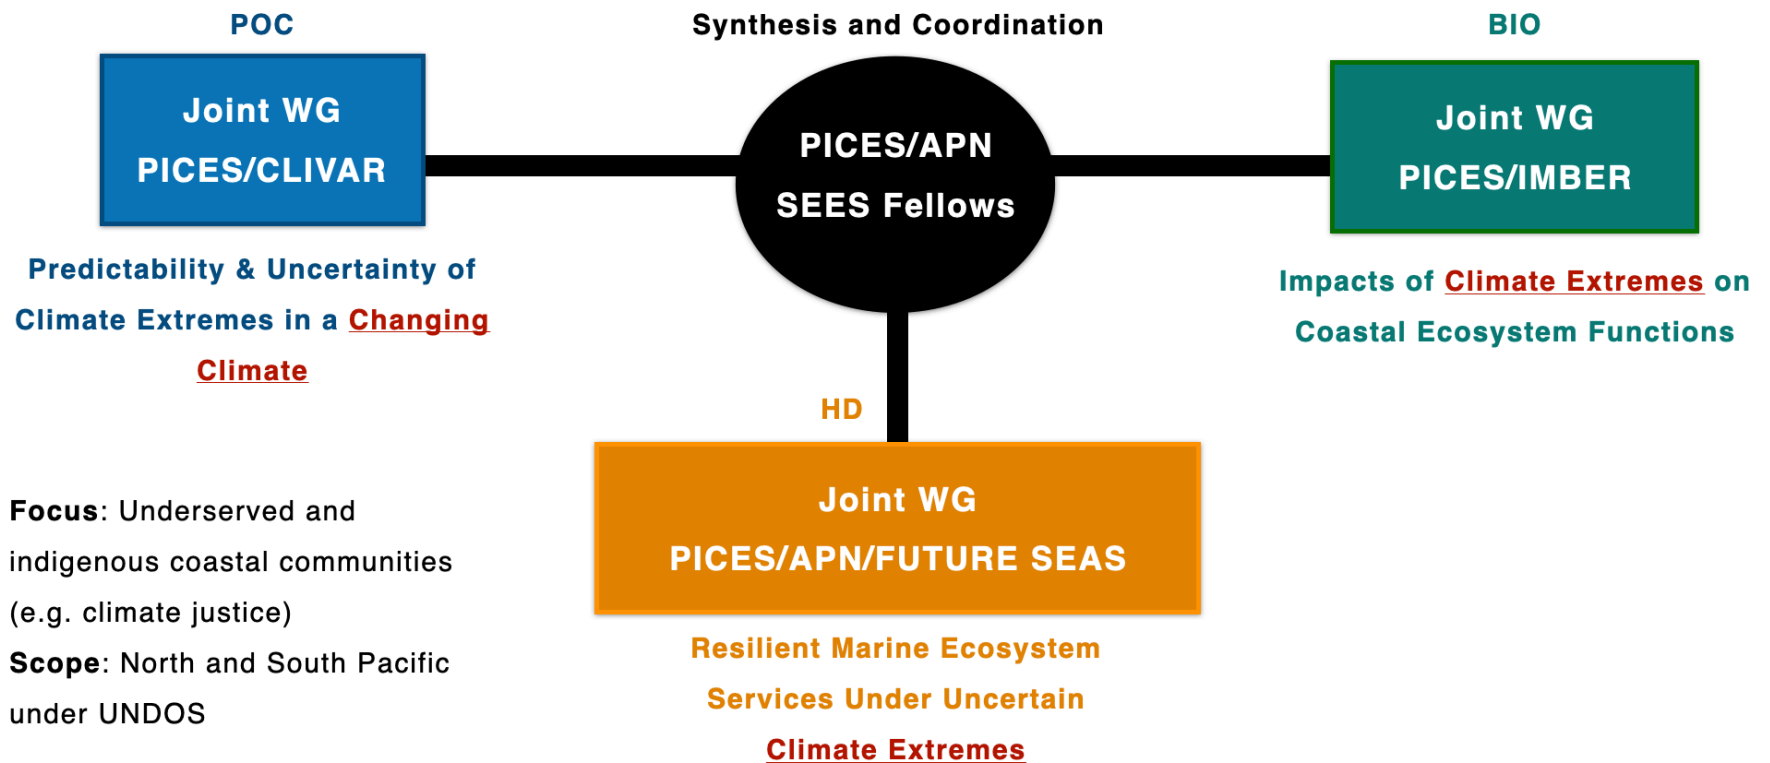 POC
Joint WG
PICES/CLIVAR
Predictability & Uncertainty of
Climate Extremes in a Changing
Climate
Synthesis and Coordination
PICES/APN
SEES Fellows
BIO
Joint WG
PICES/IMBER
Impacts of Climate Extremes on
Coastal Ecosystem Functions
HD
Joint WG
PICES/APN/FUTURE SEAS
Resilient Marine Ecosystem
Services Under Uncertain
Climate Extremes
Focus: Underserved and
indigenous coastal communities
(e.g. climate justice)
Scope: North and South Pacific
under UNDOS